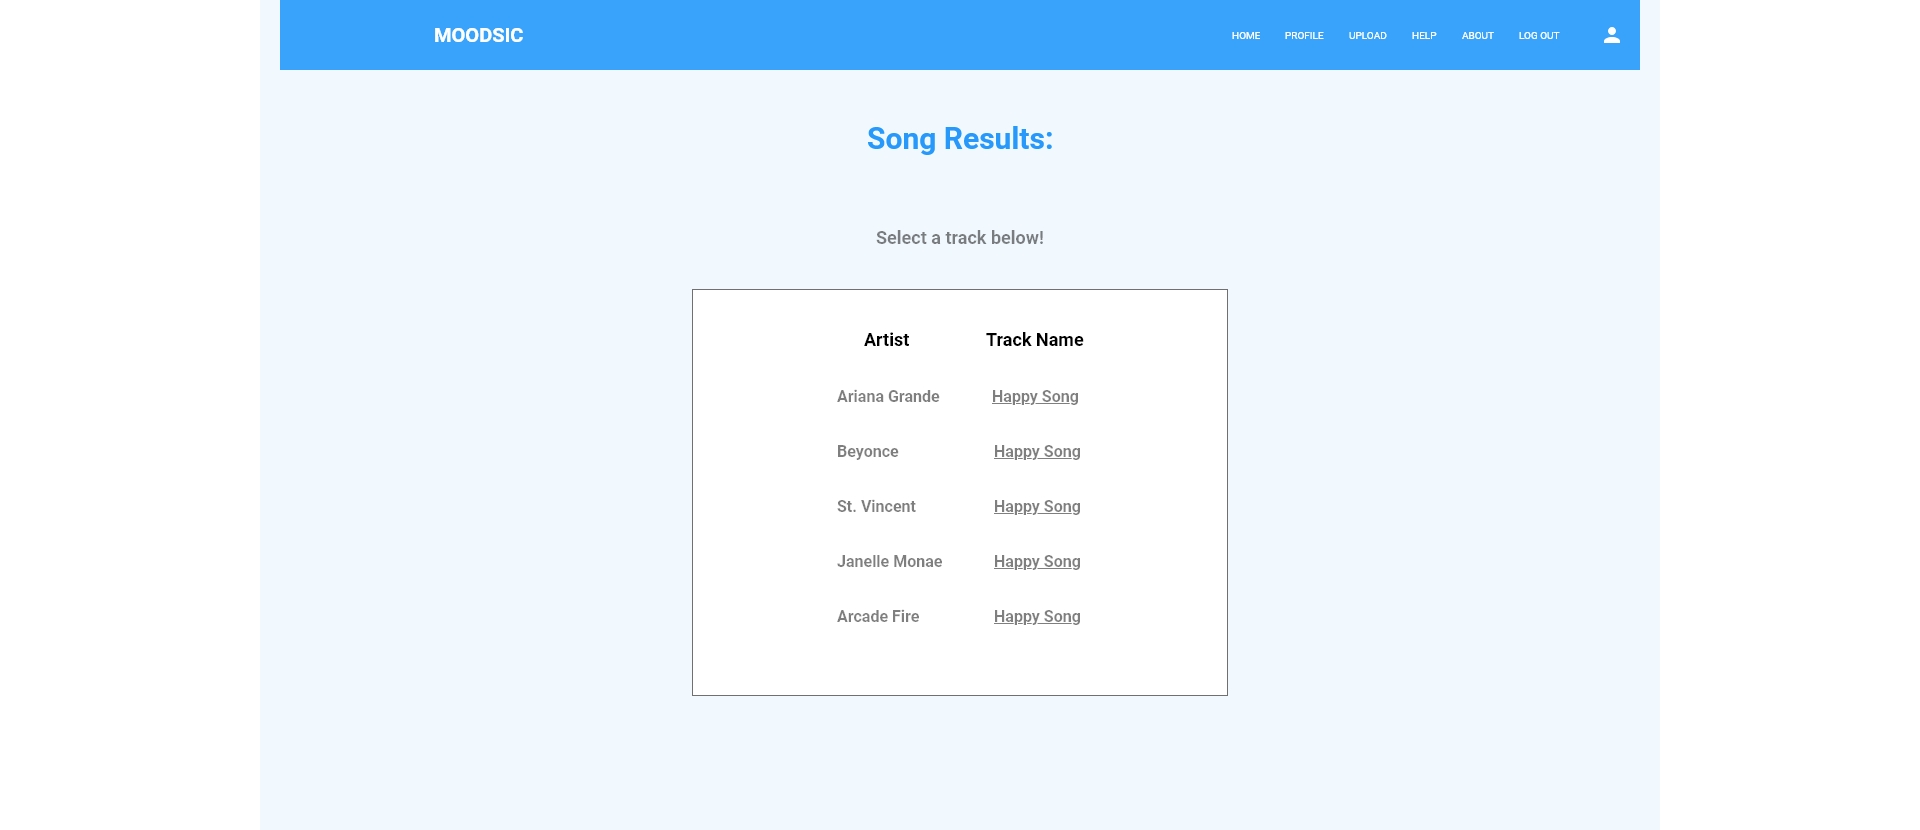 MOODSIC HOME PROFILE UPLOAD HELP ABOUT LOG OUT
Song Results:
Select a track below!
Artist Track Name
Ariana Grande Happy Song
Beyonce Happy Song
St. Vincent Happy Song
Janelle Monae Happy Song
Arcade Fire Happy Song